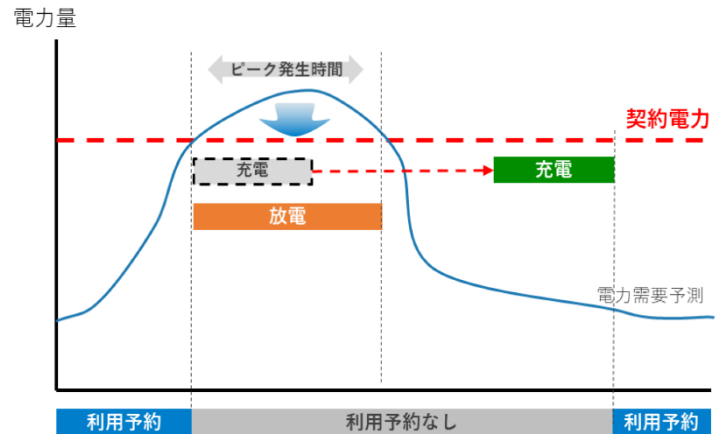 電力量
ピーク発生時間
契約電力
充電
充電
放電
電力需要予測
利用予約
利用予約なし
利用予約